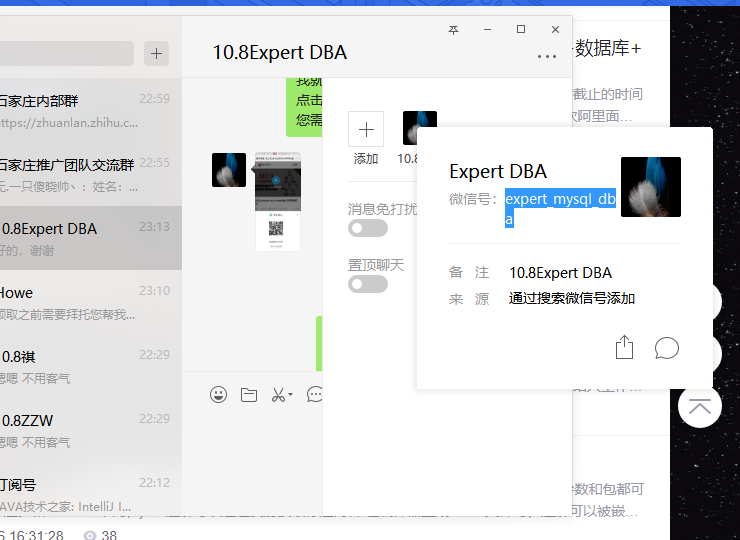 石家庄内部群
22:59
https://zhuanlan.zhihu.c...
石家庄推广团队交流群
22:55
无.一只傻晓帅丶：姓名：...
10.8Expert DBA
23:13
好的，谢谢
Howe
23:10
领取之前需要拜托您帮我...
10.8祺
22:29
嗯嗯 不用客气
10.8ZZW
22:29
嗯嗯 不用客气
订阅号
22:12
JAVA技术之家: IntelliJ I...
16:31:28
38
10.8Expert DBA
点击
您需
添加
10.8
消息免打扰
置顶聊天
Expert DBA
微信号：expert_mysql_db
a
备 注 10.8Expert DBA
来 源 通过搜索微信号添加
数据库+
截止的时间
阿里面...
数和包都可
可以被嵌...